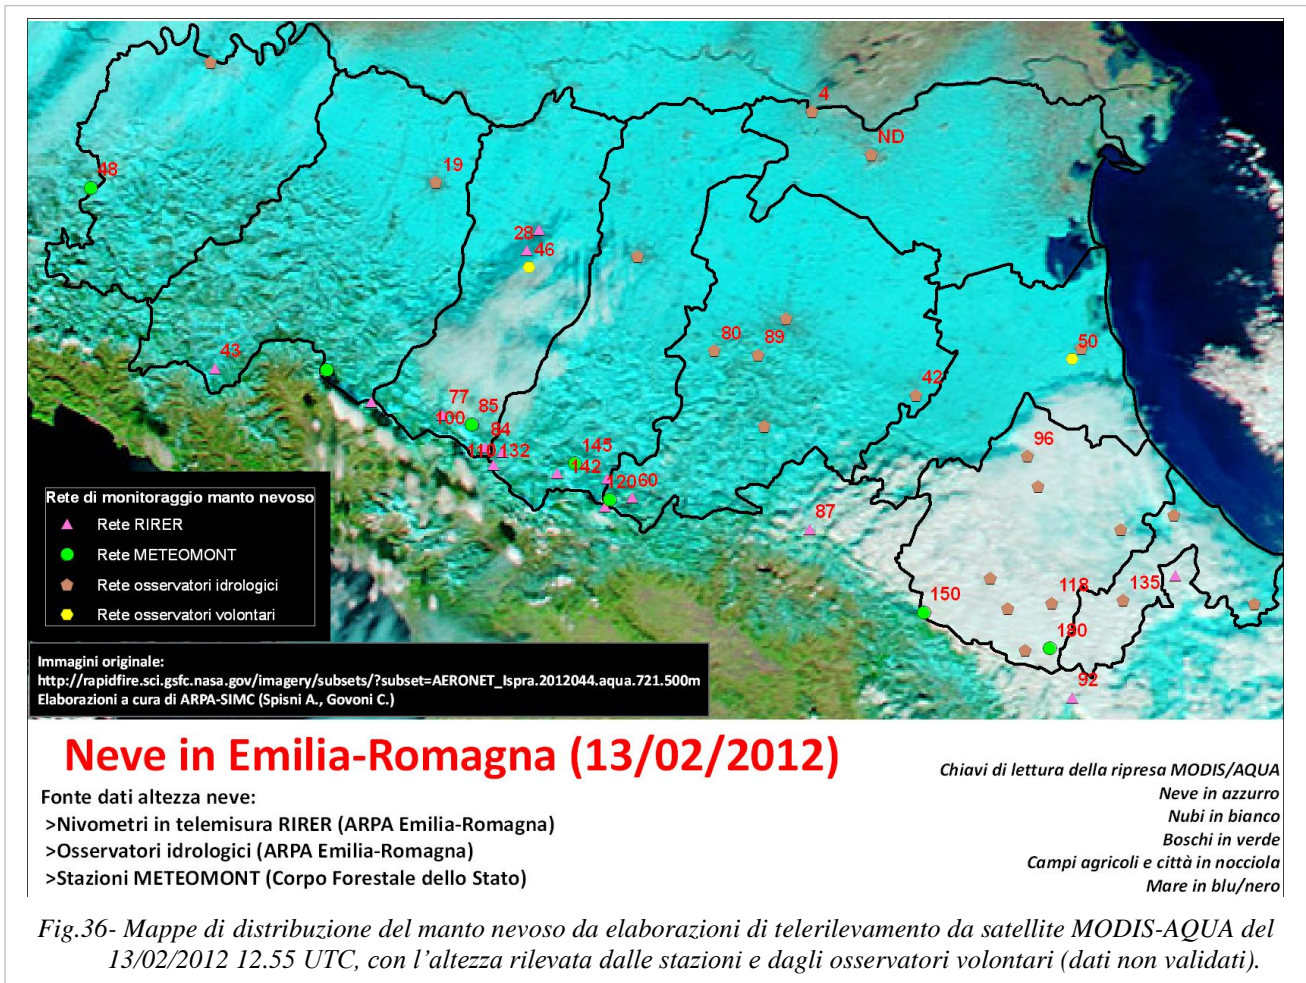 4
ND
48
19
28
46
80
89
50
43
42
77
85
100
84
110
132
145
142
120
60
96
87
150
118
135
180
92
Rete di monitoraggio manto nevoso
Rete RIRER
Rete METEOMONT
Rete osservatori idrologici
Rete osservatori volontari
Immagini originale:
http://rapidfire.sci.gsfc.nasa.gov/imagery/subsets/?subset=AERONET_Ispra.2012044.aqua.721.500m
Elaborazioni a cura di ARPA-SIMC (Spisni A., Govoni C.)
Neve in Emilia-Romagna (13/02/2012)
Fonte dati altezza neve:
>Nivometri in telemisura RIRER (ARPA Emilia-Romagna)
>Osservatori idrologici (ARPA Emilia-Romagna)
>Stazioni METEOMONT (Corpo Forestale dello Stato)
Chiavi di lettura della ripresa MODIS/AQUA
Neve in azzurro
Nubi in bianco
Boschi in verde
Campi agricoli e città in nocciola
Mare in blu/nero
Fig.36- Mappe di distribuzione del manto nevoso da elaborazioni di telerilevamento da satellite MODIS-AQUA del
13/02/2012 12.55 UTC, con l'altezza rilevata dalle stazioni e dagli osservatori volontari (dati non validati).